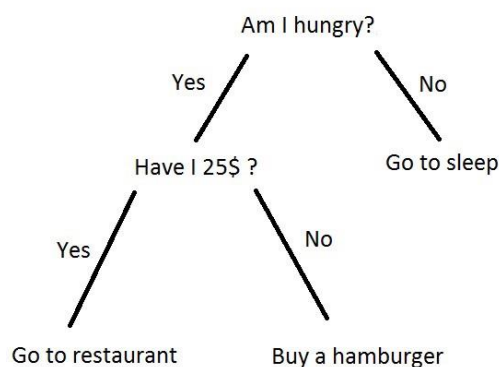 Am I hungry?
Yes
No
Have I 25$ ?
Go to sleep
Yes
No
Go to restaurant
Buy a hamburger